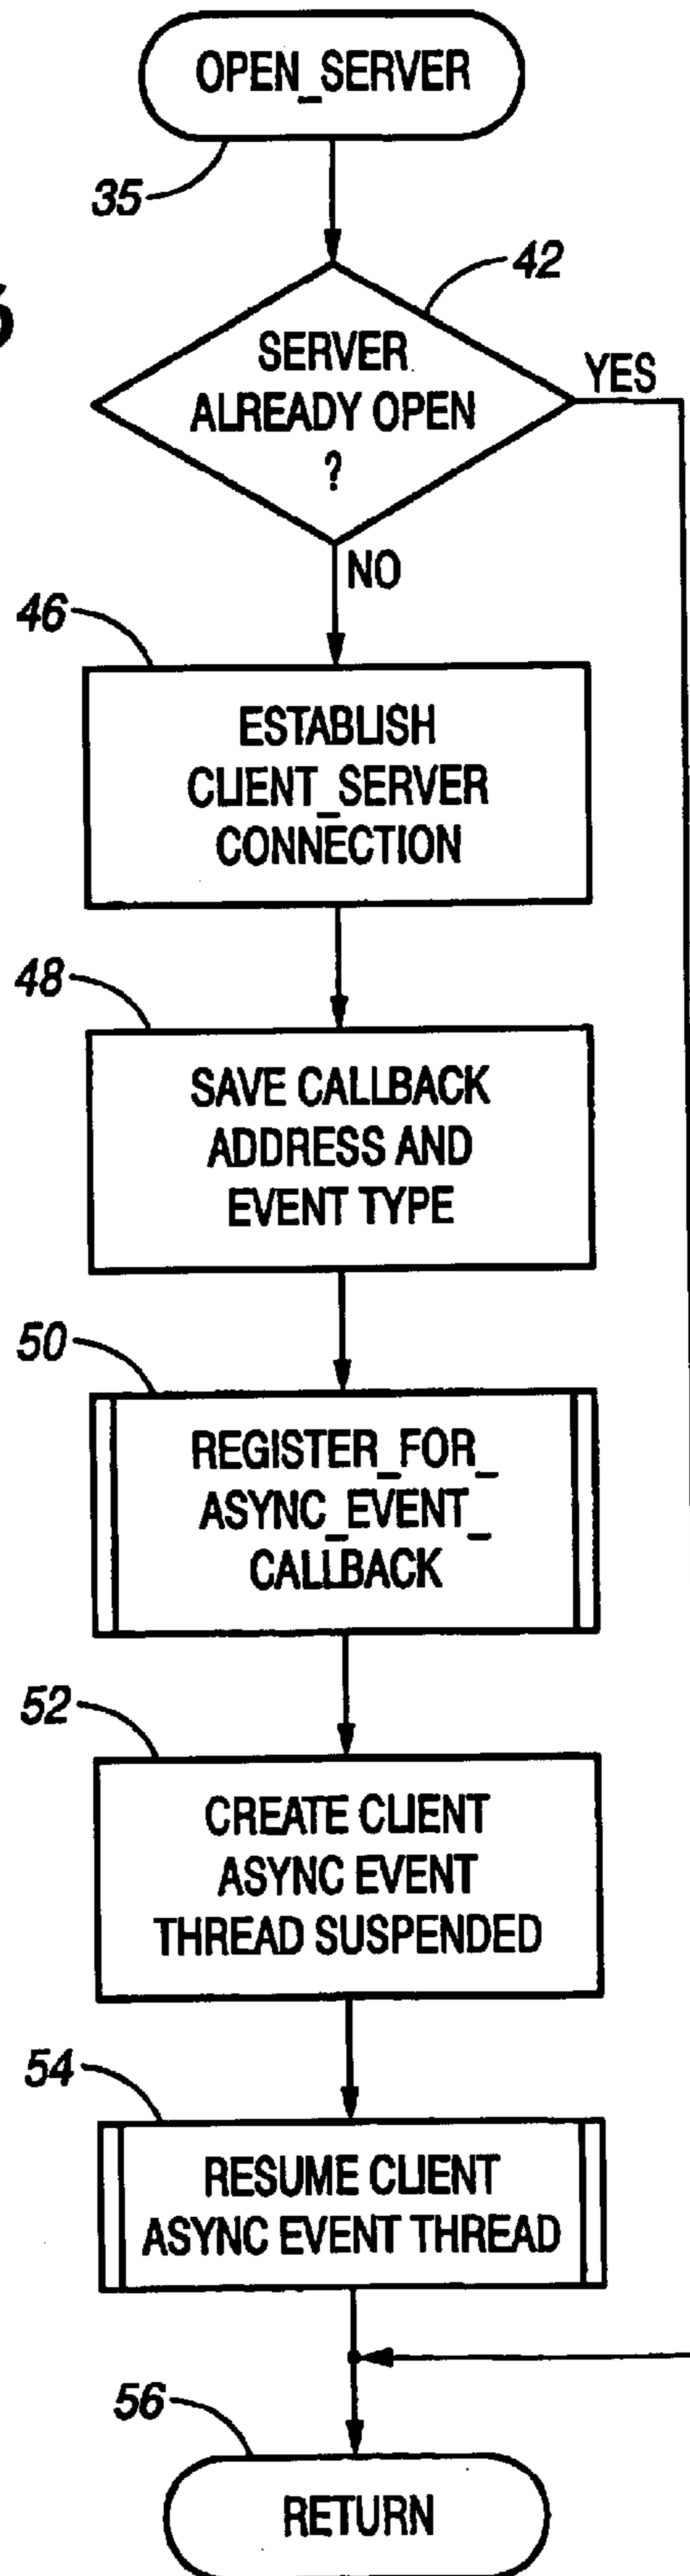 OPEN_SERVER
35
42
SERVER
ALREADY OPEN
?
YES
NO
46
ESTABLISH
CLIENT_SERVER
CONNECTION
48
SAVE CALLBACK
ADDRESS AND
EVENT TYPE
50
REGISTER_FOR_
ASYNC_EVENT_
CALLBACK
52
CREATE CLIENT
ASYNC EVENT
THREAD SUSPENDED
54
RESUME CLIENT
ASYNC EVENT THREAD
56
RETURN